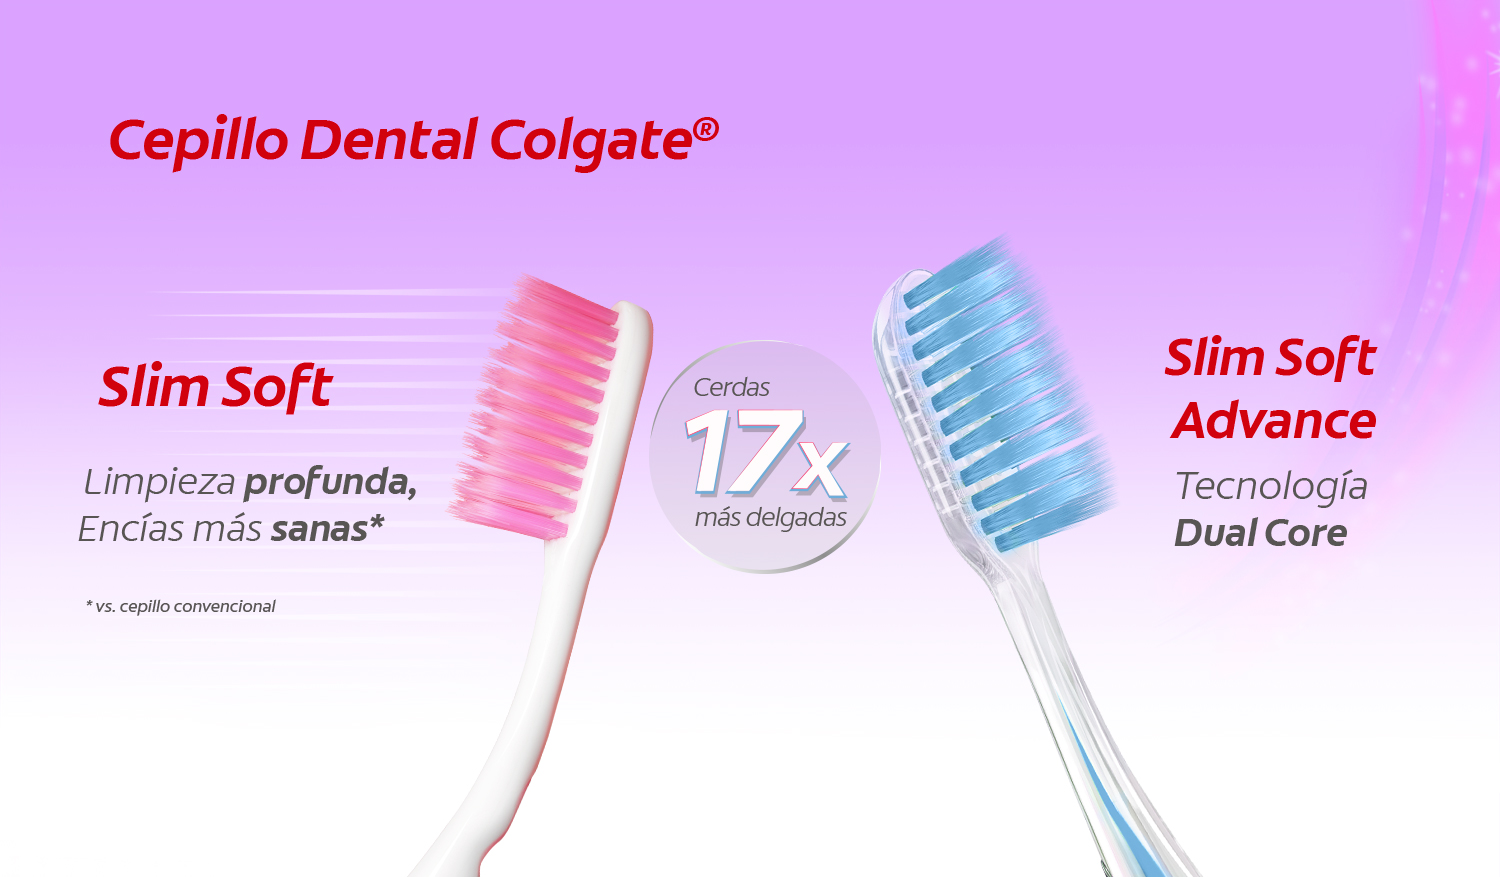 Cepillo Dental Colgate®
Slim Soft
Limpieza profunda,
Encías más sanas*
* vs. cepillo convencional
Cerdas
17x
más delgadas
Slim Soft
Advance
Tecnología
Dual Core